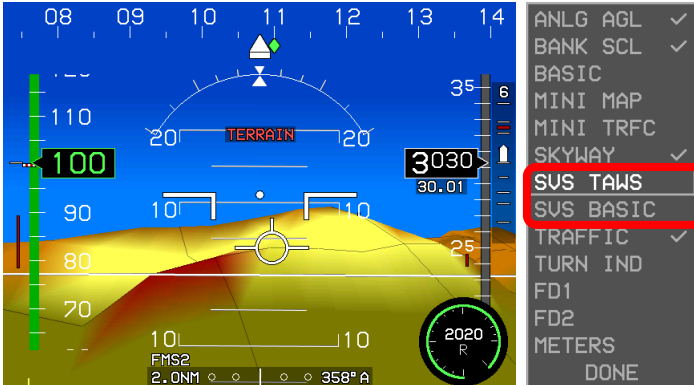 08 09 10 11 12 13 14
110
100
90
80
70
20 TERRAIN 20
10 10
10 10
35
3030
30.01
25
6
2020
R
FMS2
2.0NM 358° A
ANLG AGL ✓
BANK SCL ✓
BASIC
MINI MAP
MINI TRFC
SKYWAY ✓
SVS TAWS
SVS BASIC
TRAFFIC ✓
TURN IND
FD1
FD2
METERS
DONE